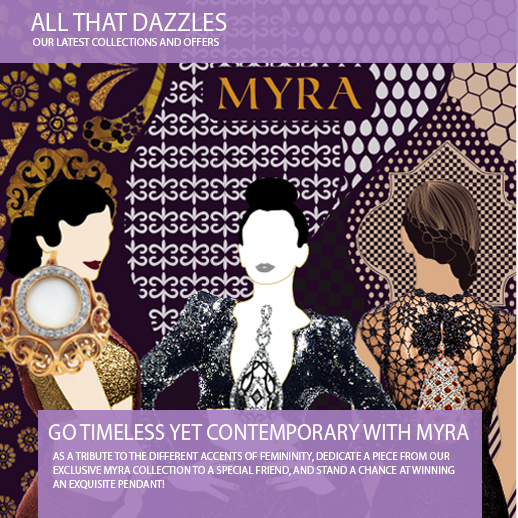 ALL THAT DAZZLES
OUR LATEST COLLECTIONS AND OFFERS
MYRA
GO TIMELESS YET CONTEMPORARY WITH MYRA
AS A TRIBUTE TO THE DIFFERENT ACCENTS OF FEMININITY, DEDICATE A PIECE FROM OUR
EXCLUSIVE MYRA COLLECTION TO A SPECIAL FRIEND, AND STAND A CHANCE AT WINNING
AN EXQUISITE PENDANT!